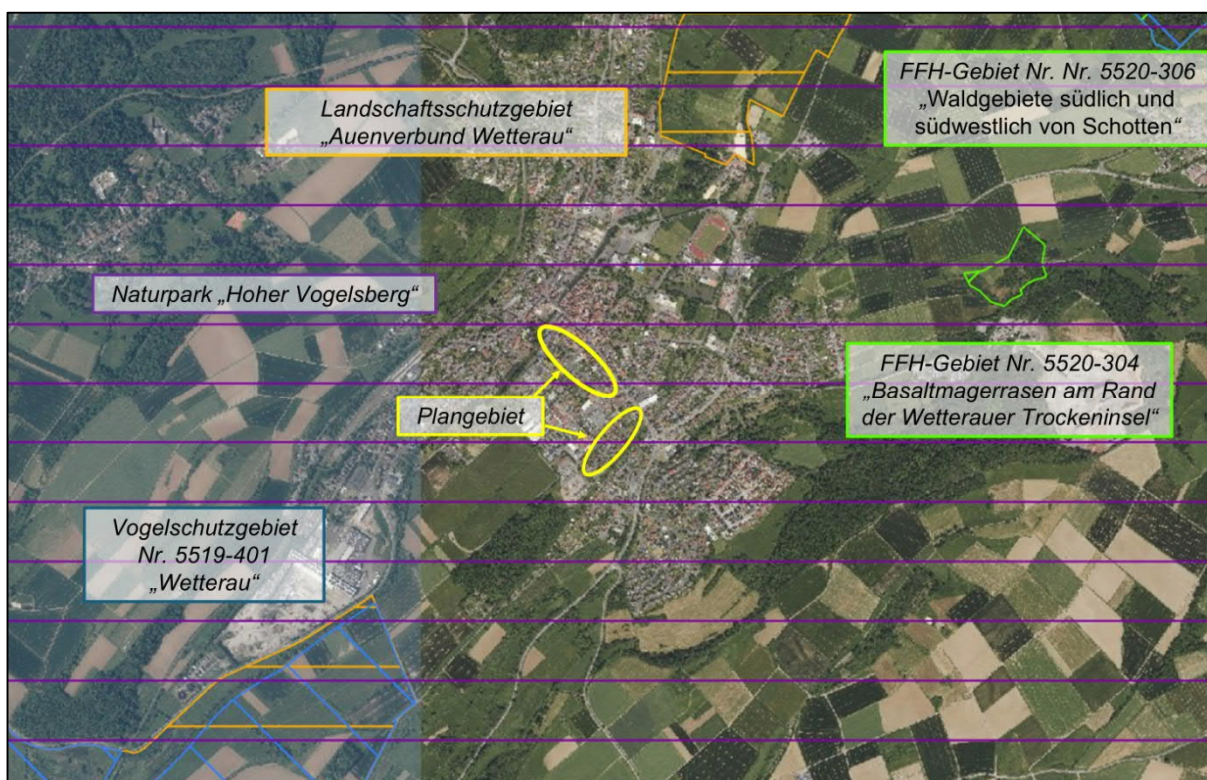 Landschaftsschutzgebiet
„Auenverbund Wetterau“
FFH-Gebiet Nr. Nr. 5520-306
„Waldgebiete südlich und
südwestlich von Schotten“
Naturpark „Hoher Vogelsberg“
FFH-Gebiet Nr. 5520-304
„Basaltmagerrasen am Rand
der Wetterauer Trockeninsel“
Plangebiet
Vogelschutzgebiet
Nr. 5519-401
„Wetterau“